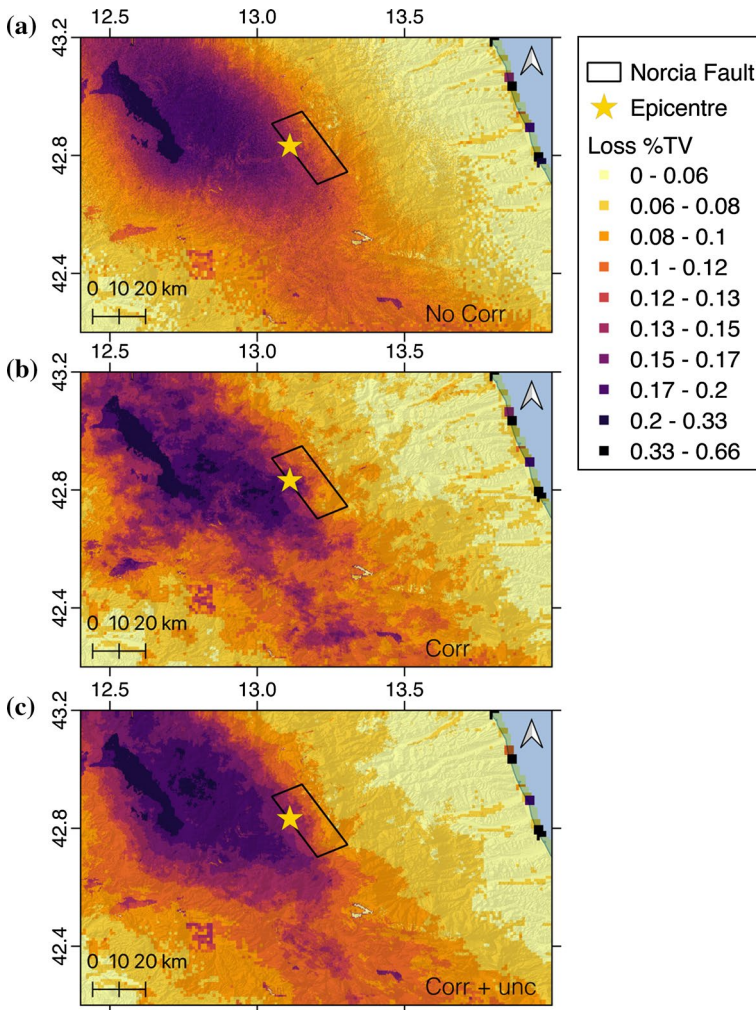 (a)
12.5 13.0 13.5
43.2
42.8
42.4
0 10 20 km
No Corr
Norcia Fault
Epicentre
Loss %TV
0 - 0.06
0.06 - 0.08
0.08 - 0.1
0.1 - 0.12
0.12 - 0.13
0.13 - 0.15
0.15 - 0.17
0.17 - 0.2
0.2 - 0.33
0.33 - 0.66
(b)
12.5 13.0 13.5
43.2
42.8
42.4
0 10 20 km
Corr
(c)
12.5 13.0 13.5
43.2
42.8
42.4
0 10 20 km
Corr + unc